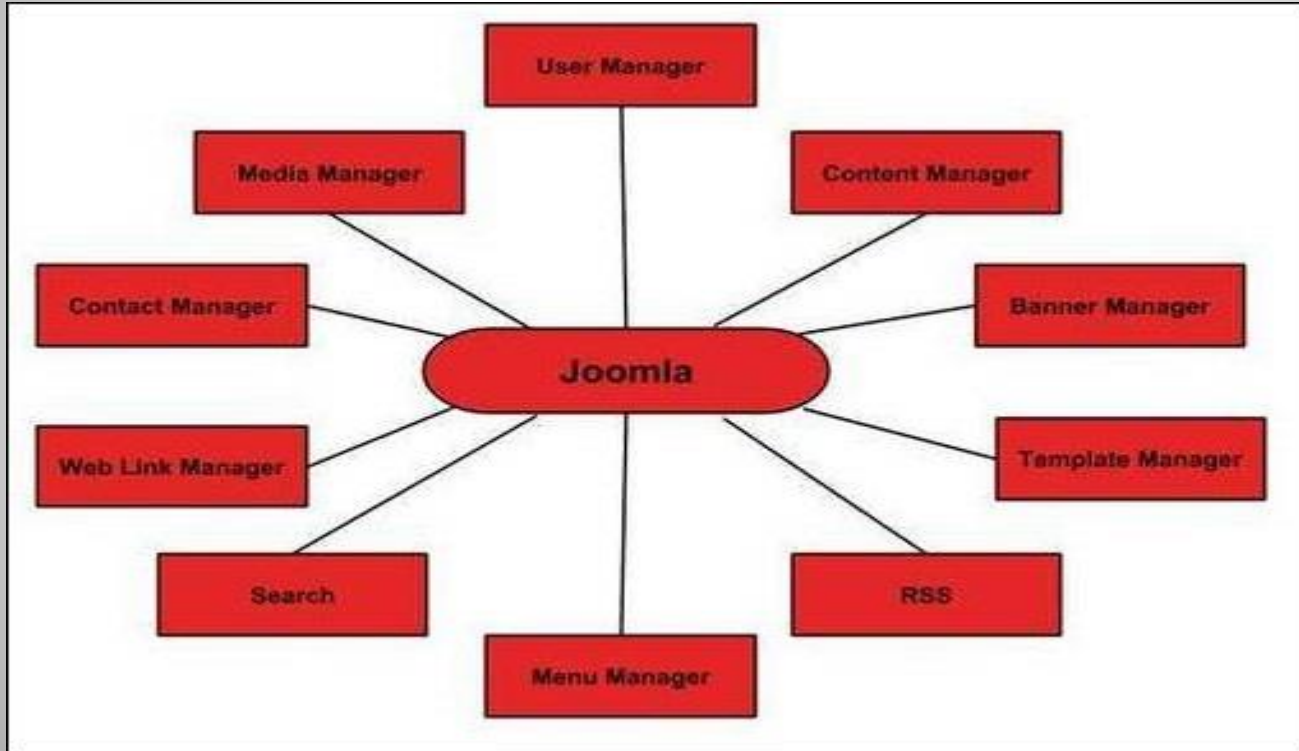 User Manager
Media Manager
Content Manager
Contact Manager
Banner Manager
Joomla
Web Link Manager
Template Manager
Search
RSS
Menu Manager